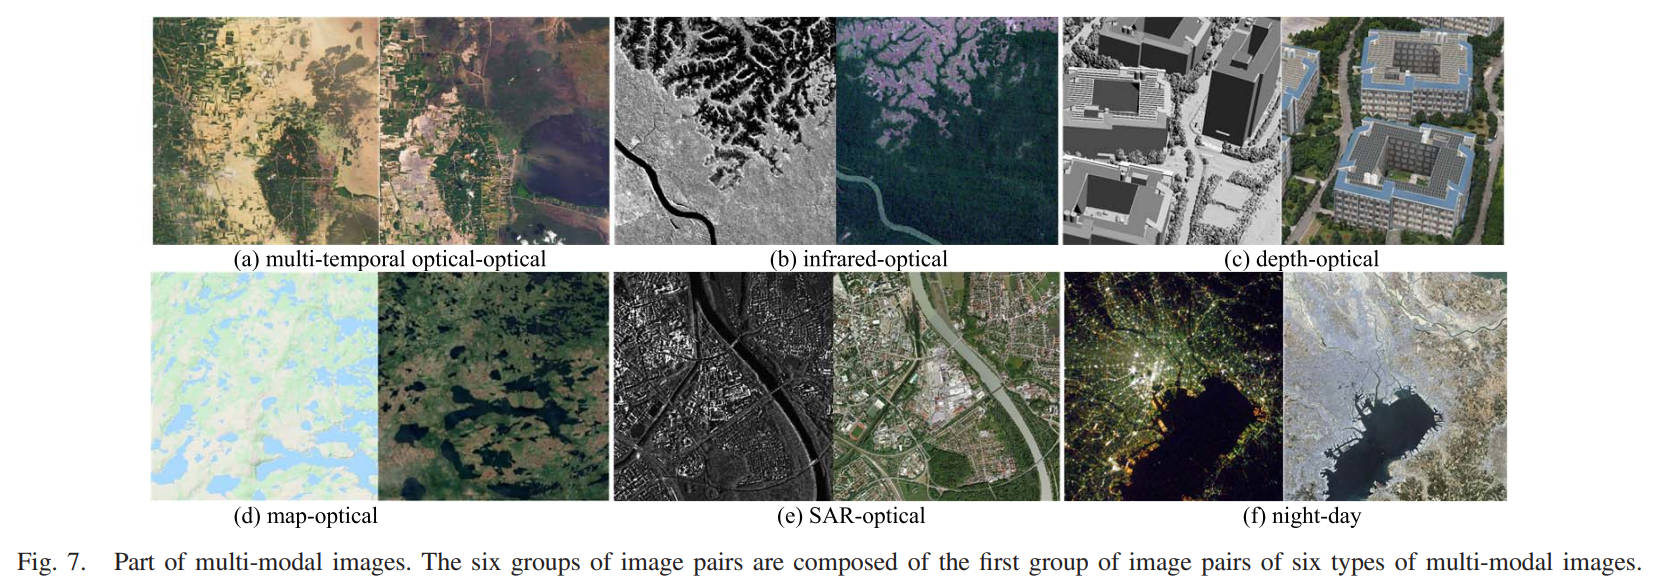 (a) multi-temporal optical-optical
(b) infrared-optical
(c) depth-optical
(d) map-optical
(e) SAR-optical
(f) night-day
Fig. 7. Part of multi-modal images. The six groups of image pairs are composed of the first group of image pairs of six types of multi-modal images.